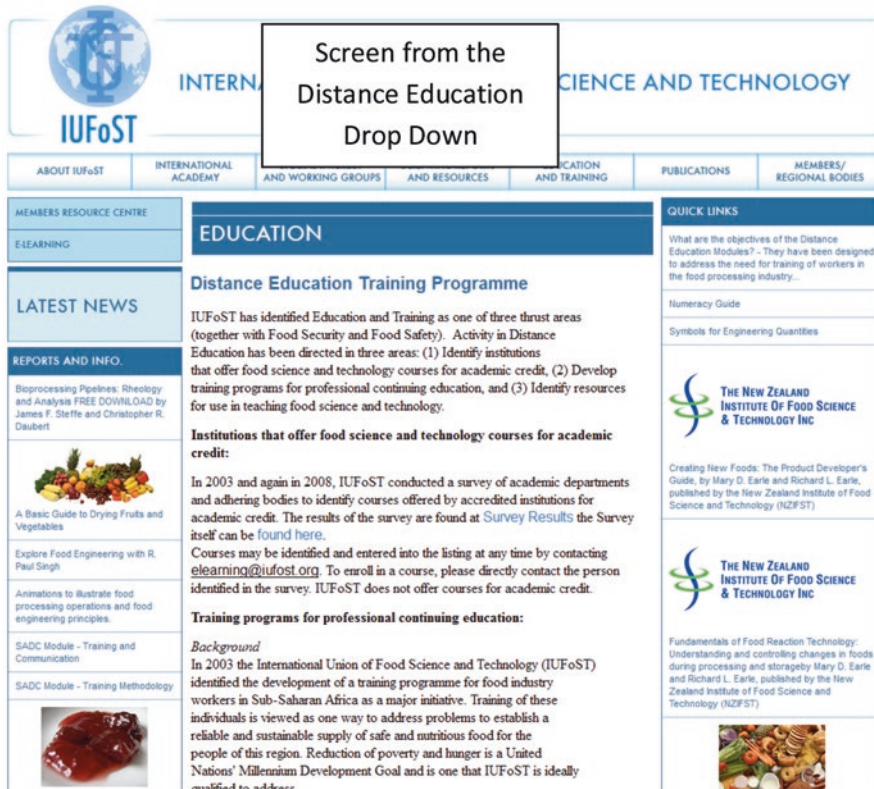 IUFoST
INTERN
CIENCE AND TECHNOLOGY
Screen from the
Distance Education
Drop Down
ABOUT IUFoST
INTERNATIONAL
ACADEMY
AND WORKING GROUPS
AND RESOURCES
CATION
AND TRAINING
PUBLICATIONS
MEMBERS/
REGIONAL BODIES
MEMBERS RESOURCE CENTRE
E-LEARNING
LATEST NEWS
REPORTS AND INFO.
Bioprocessing Pipelines: Rheology
and Analysis FREE DOWNLOAD by
James F. Steffe and Christopher R.
Daubert
A Basic Guide to Drying Fruits and
Vegetables
Explore Food Engineering with R.
Paul Singh
Animations to illustrate food
processing operations and food
engineering principles.
SADC Module - Training and
Communication
SADC Module - Training Methodology
EDUCATION
Distance Education Training Programme
IUFoST has identified Education and Training as one of three thrust areas
(together with Food Security and Food Safety). Activity in Distance
Education has been directed in three areas: (1) Identify institutions
that offer food science and technology courses for academic credit, (2) Develop
training programs for professional continuing education, and (3) Identify resources
for use in teaching food science and technology.
Institutions that offer food science and technology courses for academic
credit:
In 2003 and again in 2008, IUFoST conducted a survey of academic departments
and adhering bodies to identify courses offered by accredited institutions for
academic credit. The results of the survey are found at Survey Results the Survey
itself can be found here.
Courses may be identified and entered into the listing at any time by contacting
elearning@iufost.org. To enroll in a course, please directly contact the person
identified in the survey. IUFoST does not offer courses for academic credit.
Training programs for professional continuing education:
Background
In 2003 the International Union of Food Science and Technology (IUFoST)
identified the development of a training programme for food industry
workers in Sub-Saharan Africa as a major initiative. Training of these
individuals is viewed as one way to address problems to establish a
reliable and sustainable supply of safe and nutritious food for the
people of this region. Reduction of poverty and hunger is a United
Nations' Millennium Development Goal and is one that IUFoST is ideally
qualified to address.
QUICK LINKS
What are the objectives of the Distance
Education Modules? - They have been designed
to address the need for training of workers in
the food processing industry...
Numeracy Guide
Symbols for Engineering Quantities
THE NEW ZEALAND
INSTITUTE OF FOOD SCIENCE
& TECHNOLOGY INC
Creating New Foods: The Product Developer's
Guide, by Mary D. Earle and Richard L. Earle,
published by the New Zealand Institute of Food
Science and Technology (NZIFST)
THE NEW ZEALAND
INSTITUTE OF FOOD SCIENCE
& TECHNOLOGY INC
Fundamentals of Food Reaction Technology:
Understanding and controlling changes in foods
during processing and storageby Mary D. Earle
and Richard L. Earle, published by the New
Zealand Institute of Food Science and
Technology (NZIFST)